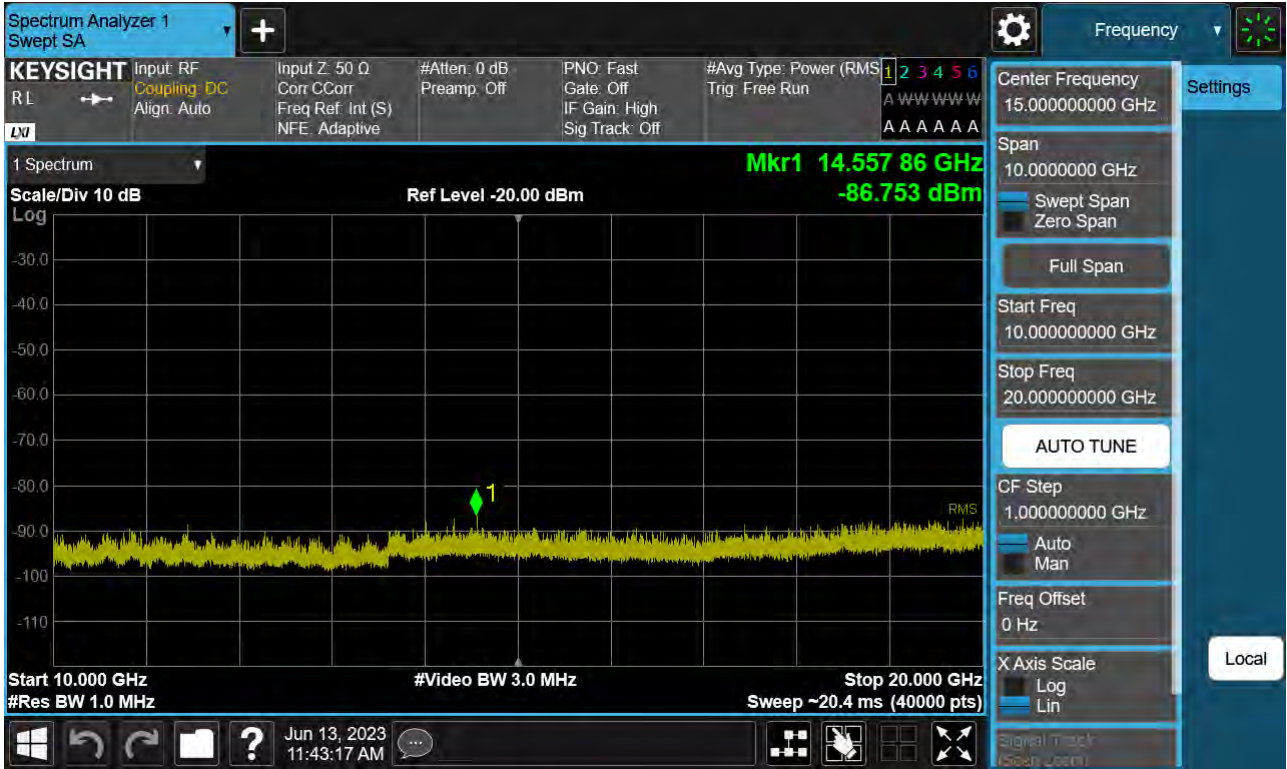 Spectrum Analyzer 1
Swept SA
Frequency
KEYSIGHT
R L
LXI
Input: RF
Coupling: DC
Align: Auto
Input Z: 50 Ω
Corr CCorr
Freq Ref: Int (S)
NFE: Adaptive
#Atten: 0 dB
Preamp: Off
PNO: Fast
Gate: Off
IF Gain: High
Sig Track: Off
#Avg Type: Power (RMS
Trig: Free Run
1 2 3 4 5 6
A W W W W W
A A A A A A
1 Spectrum
Mkr1 14.557 86 GHz
Scale/Div 10 dB
Ref Level -20.00 dBm
-86.753 dBm
Log
-30.0
-40.0
-50.0
-60.0
-70.0
-80.0
1
RMS
-90.0
-100
-110
Start 10.000 GHz
#Video BW 3.0 MHz
Stop 20.000 GHz
#Res BW 1.0 MHz
Sweep ~20.4 ms (40000 pts)
Center Frequency
15.000000000 GHz
Settings
Span
10.0000000 GHz
Swept Span
Zero Span
Full Span
Start Freq
10.000000000 GHz
Stop Freq
20.000000000 GHz
AUTO TUNE
CF Step
1.000000000 GHz
Auto
Man
Freq Offset
0 Hz
X Axis Scale
Log
Lin
Local
Signal Track
(Span Zoom)
?
Jun 13, 2023
11:43:17 AM